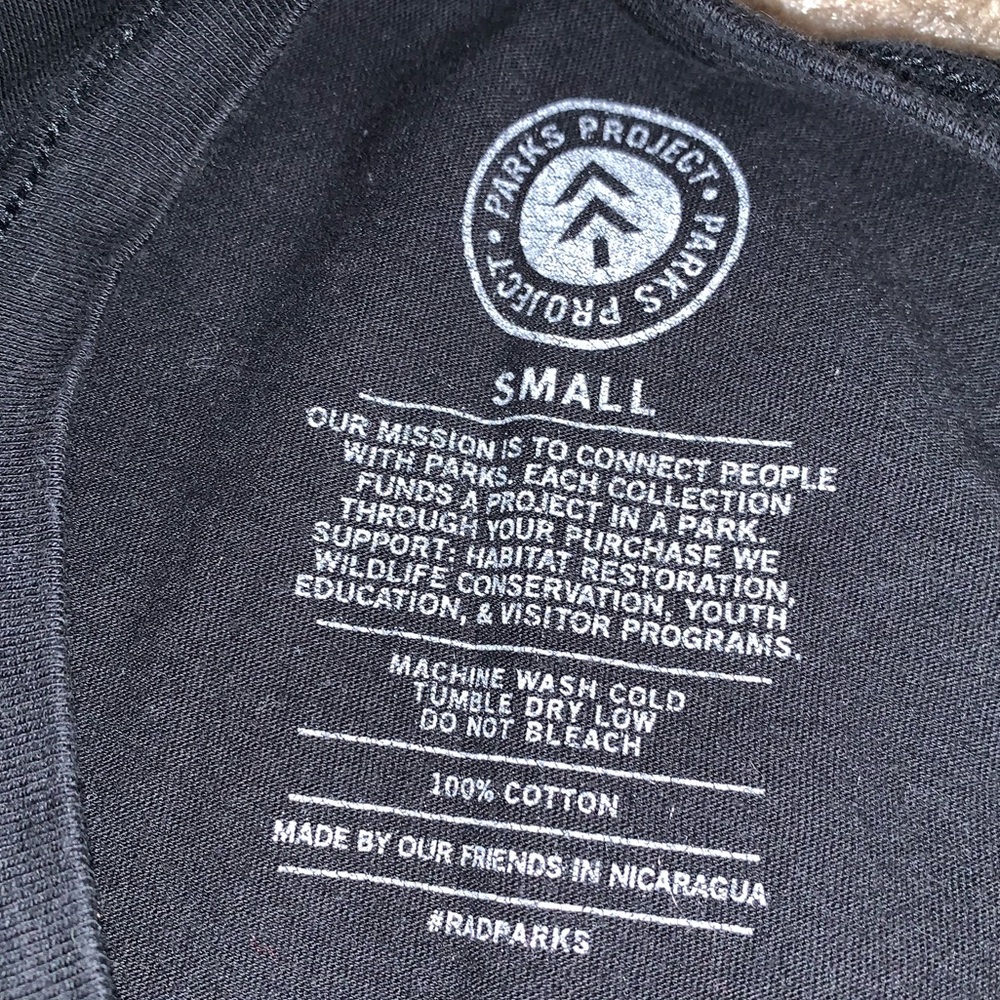 PARKS PROJECT • PARKS PROJECT •
SMALL
OUR MISSION IS TO CONNECT PEOPLE
WITH PARKS. EACH COLLECTION
FUNDS A PROJECT IN A PARK.
THROUGH YOUR PURCHASE WE
SUPPORT: HABITAT RESTORATION,
WILDLIFE CONSERVATION, YOUTH
EDUCATION, & VISITOR PROGRAMS.
MACHINE WASH COLD
TUMBLE DRY LOW
DO NOT BLEACH
100% COTTON
MADE BY OUR FRIENDS IN NICARAGUA
#RADPARKS